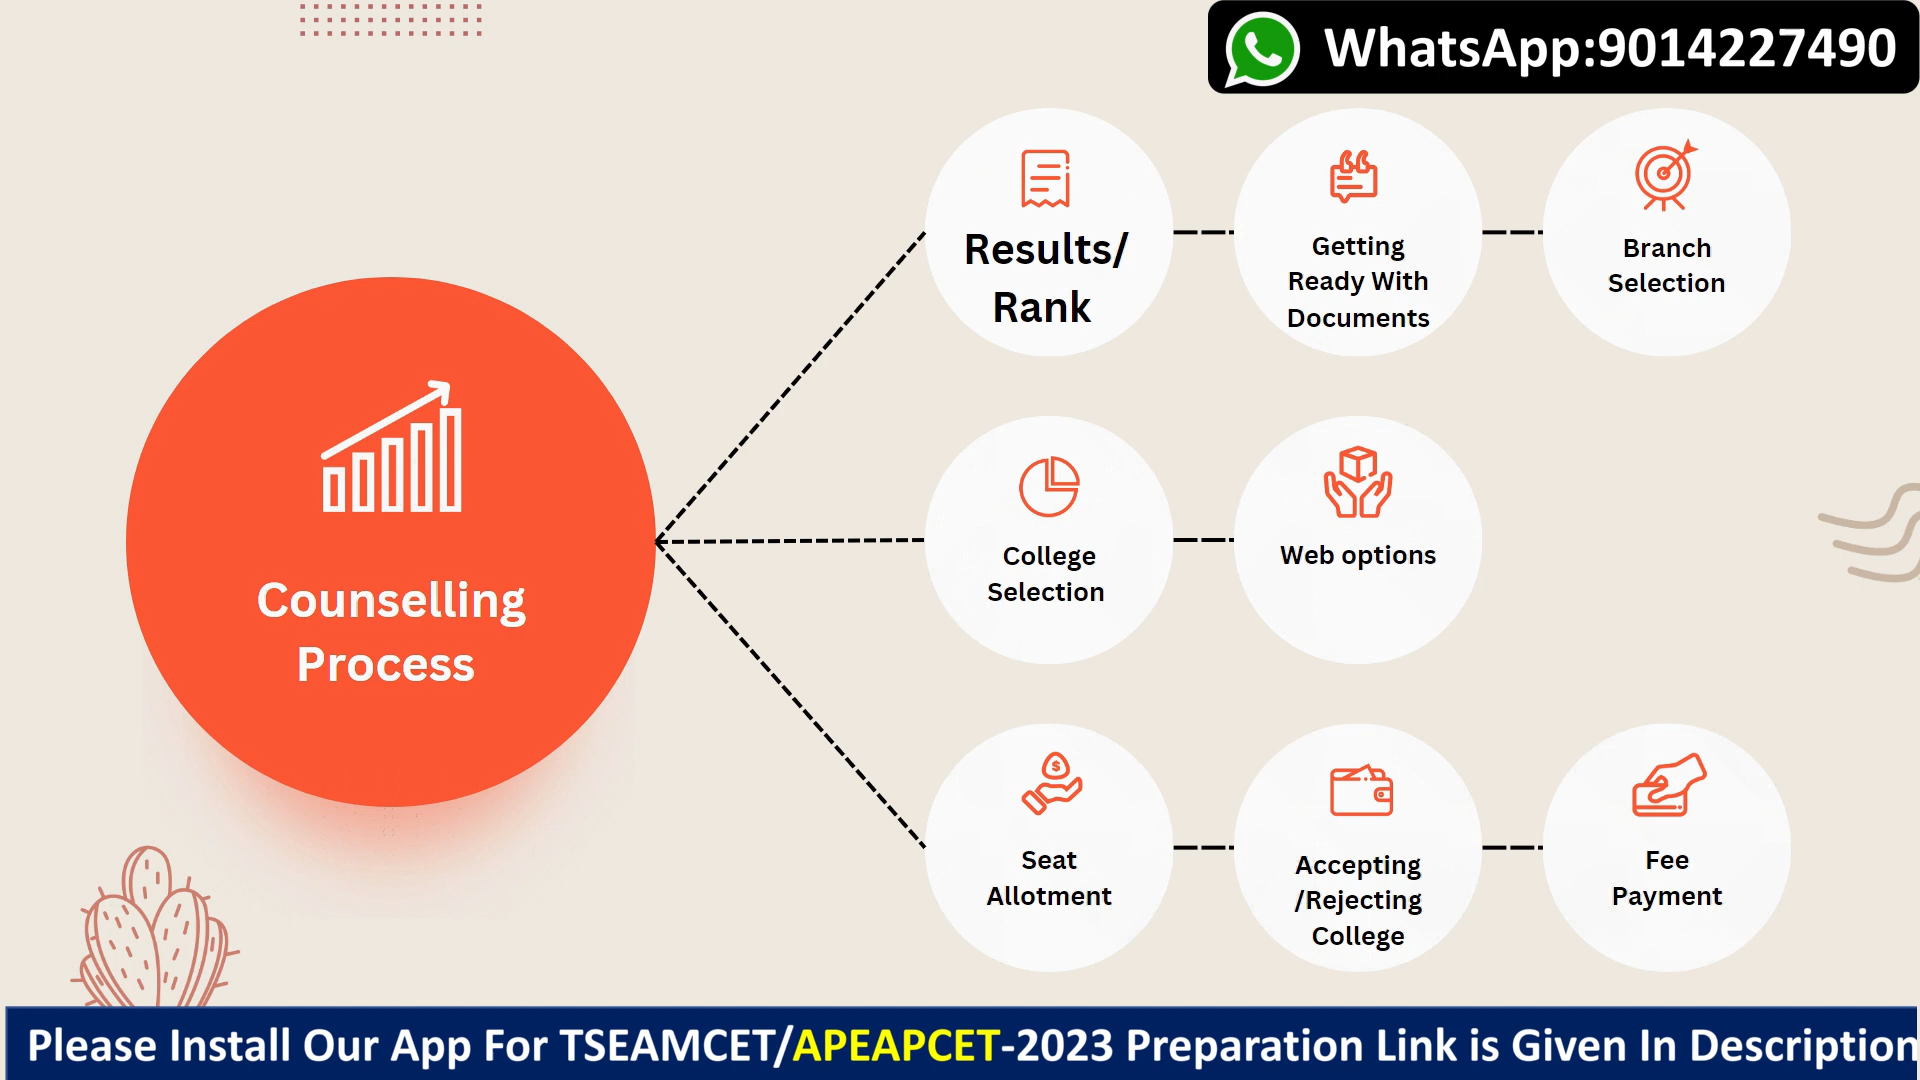 WhatsApp:9014227490
Results/
Rank
Getting
Ready With
Documents
Branch
Selection
Counselling
Process
College
Selection
Web options
Seat
Allotment
Accepting
/Rejecting
College
Fee
Payment
$
Please Install Our App For TSEAMCET/APEAPCET-2023 Preparation Link is Given In Description